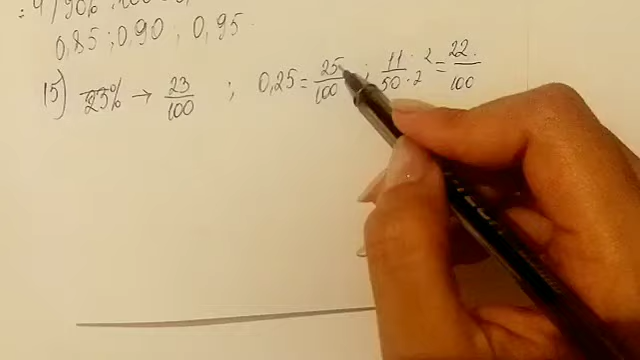 0,85 ; 0,90 ; 0,95
15) 23% → 23/100 ; 0,25 = 25/100 ; 11·2/50·2 = 22/100